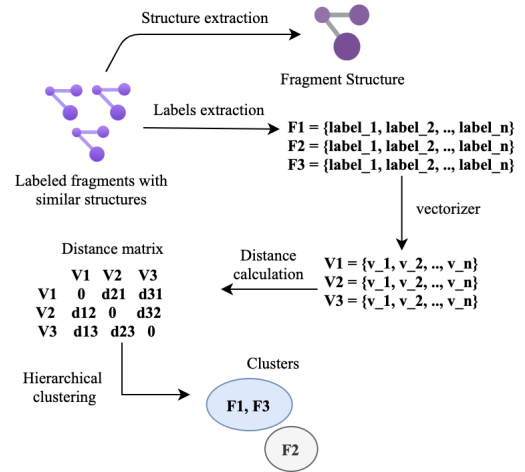 Structure extraction
Fragment Structure
Labels extraction
F1 = {label_1, label_2, .., label_n}
F2 = {label_1, label_2, .., label_n}
F3 = {label_1, label_2, .., label_n}
Labeled fragments with
similar structures
vectorizer
V1 = {v_1, v_2, .., v_n}
V2 = {v_1, v_2, .., v_n}
V3 = {v_1, v_2, .., v_n}
Distance
calculation
Distance matrix
V1 V2 V3
V1 0 d21 d31
V2 d12 0 d32
V3 d13 d23 0
Hierarchical
clustering
Clusters
F1, F3
F2